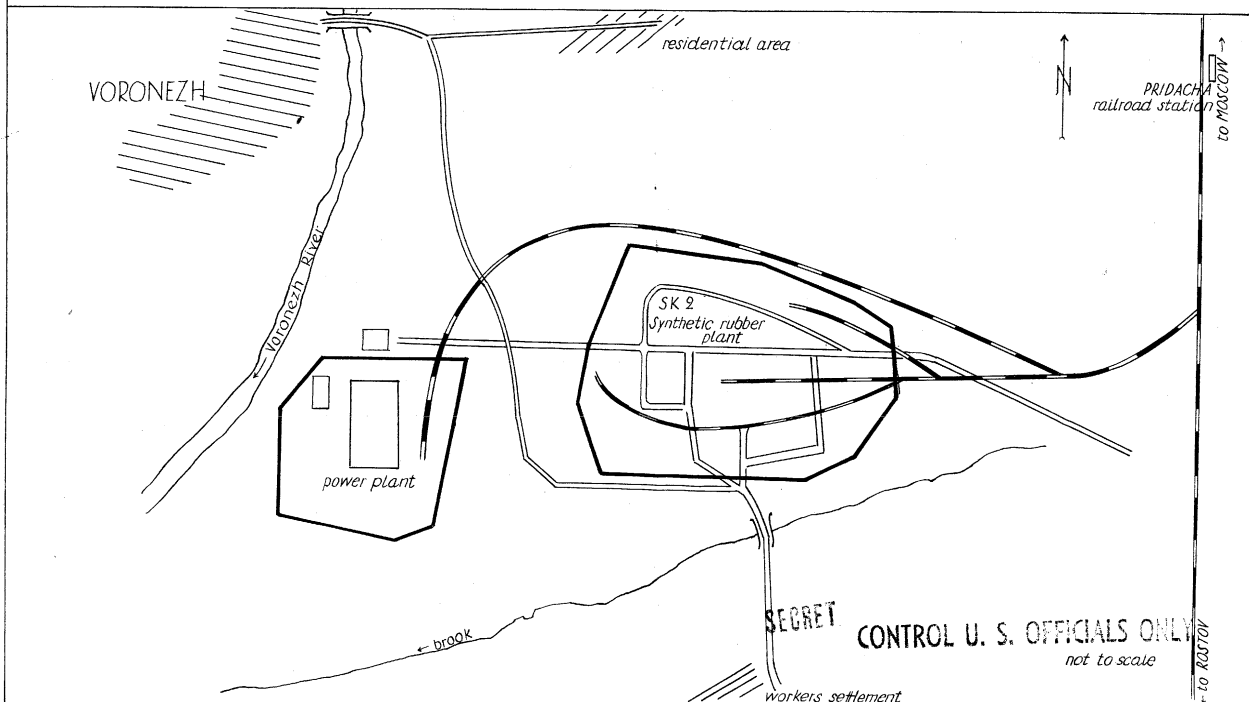 residential area
VORONEZH
N
PRIDACHA
railroad station
to MOSCOW →
Voronezh River
←
SK 2
Synthetic rubber
plant
power plant
← brook
SECRET
CONTROL U. S. OFFICIALS ONLY
not to scale
to ROSTOV
workers settlement